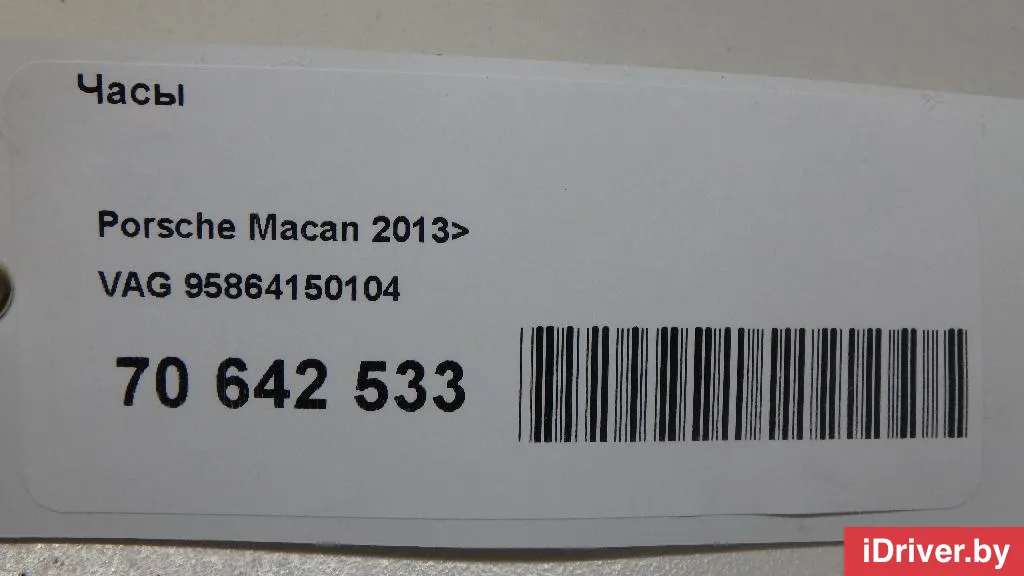 Часы
Porsche Macan 2013>
VAG 95864150104
70 642 533
iDriver.by